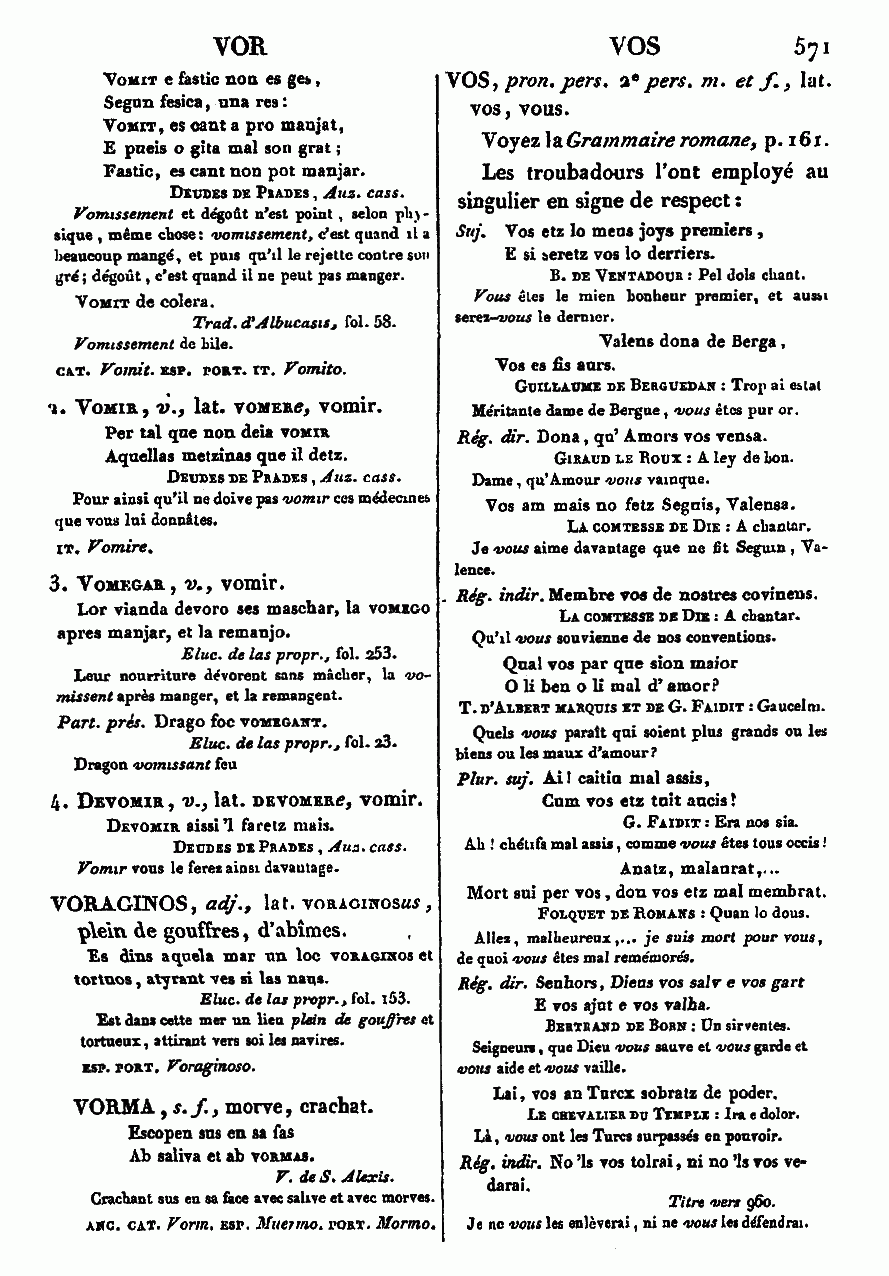 VOR
VOS
571
Vomit e fastic non es ges,
Segon fesica, una res:
Vomit, es cant a pro manjat,
E pueis o gita mal son grat;
Fastic, es cant non pot manjar.
Deudes de Prades, Auz. cass.
Vomissement et dégoût n'est point, selon phy-
sique, même chose: vomissement, c'est quand il a
beaucoup mangé, et puis qu'il le rejette contre son
gré; dégoût, c'est quand il ne peut pas manger.
Vomit de colera.
Trad. d'Albucasis, fol. 58.
Vomissement de bile.
CAT. Vomit. ESP. PORT. IT. Vomito.
2. Vomir, v., lat. vomere, vomir.
Per tal que non deia vomir
Aquellas metzinas que il detz.
Deudes de Prades, Auz. cass.
Pour ainsi qu'il ne doive pas vomir ces médecines
que vous lui donnâtes.
IT. Vomire.
3. Vomegar, v., vomir.
Lor vianda devoro ses maschar, la vomego
apres manjar, et la remanjo.
Eluc. de las propr., fol. 253.
Leur nourriture dévorent sans mâcher, la vo-
missent après manger, et la remangent.
Part. prés. Drago foc vomegant.
Eluc. de las propr., fol. 23.
Dragon vomissant feu
4. Devomir, v., lat. devomere, vomir.
Devomir aissi'l faretz mais.
Deudes de Prades, Auz. cass.
Vomir vous le ferez ainsi davantage.
VORAGINOS, adj., lat. voraginosus,
plein de gouffres, d'abîmes.
Es dins aquela mar un loc voraginos et
tortuos, atyrant ves si las naus.
Eluc. de las propr., fol. 153.
Est dans cette mer un lieu plein de gouffres et
tortueux, attirant vers soi les navires.
ESP. PORT. Voraginoso.
VORMA, s. f., morve, crachat.
Escopen sus en sa fas
Ab saliva et ab vormas.
V. de S. Alexis.
Crachant sus en sa face avec salive et avec morves.
ANC. CAT. Vorm. ESP. Muermo. PORT. Mormo.
VOS, pron. pers. 2e pers. m. et f., lat.
vos, vous.
Voyez la Grammaire romane, p. 161.
Les troubadours l'ont employé au
singulier en signe de respect:
Suj. Vos etz lo meus joys premiers,
E si seretz vos lo derriers.
B. de Ventadour: Pel dols chant.
Vous êtes le mien bonheur premier, et aussi
serez-vous le dernier.
Valens dona de Berga,
Vos es fis aurs.
Guillaume de Berguedan: Trop ai estat
Méritante dame de Bergue, vous êtes pur or.
Rég. dir. Dona, qu'Amors vos vensa.
Giraud le Roux: A ley de bon.
Dame, qu'Amour vous vainque.
Vos am mais no fetz Seguis, Valensa.
La comtesse de Die: A chantar.
Je vous aime davantage que ne fit Seguin, Va-
lence.
Rég. indir. Membre vos de nostres covinens.
La comtesse de Die: A chantar.
Qu'il vous souvienne de nos conventions.
Qual vos par que sion maior
O li ben o li mal d'amor?
T. d'Albert marquis et de G. Faidit: Gaucelm.
Quels vous paraît qui soient plus grands ou les
biens ou les maux d'amour?
Plur. suj. Ai! caitiu mal assis,
Cum vos etz tuit aucis!
G. Faidit: Era nos sia.
Ah! chétifs mal assis, comme vous êtes tous occis!
Anatz, malaurat,...
Mort sui per vos, don vos etz mal membrat.
Folquet de Romans: Quan lo dous.
Allez, malheureux,... je suis mort pour vous,
de quoi vous êtes mal remémorés.
Rég. dir. Senhors, Dieus vos salv e vos gart
E vos ajut e vos valha.
Bertrand de Born: Un sirventes.
Seigneurs, que Dieu vous sauve et vous garde et
vous aide et vous vaille.
Lai, vos an Turcx sobratz de poder.
Le chevalier du Temple: Ira e dolor.
Là, vous ont les Turcs surpassés en pouvoir.
Rég. indir. No'ls vos tolrai, ni no'ls vos ve-
darai.
Titre vers 960.
Je ne vous les enlèverai, ni ne vous les défendrai.